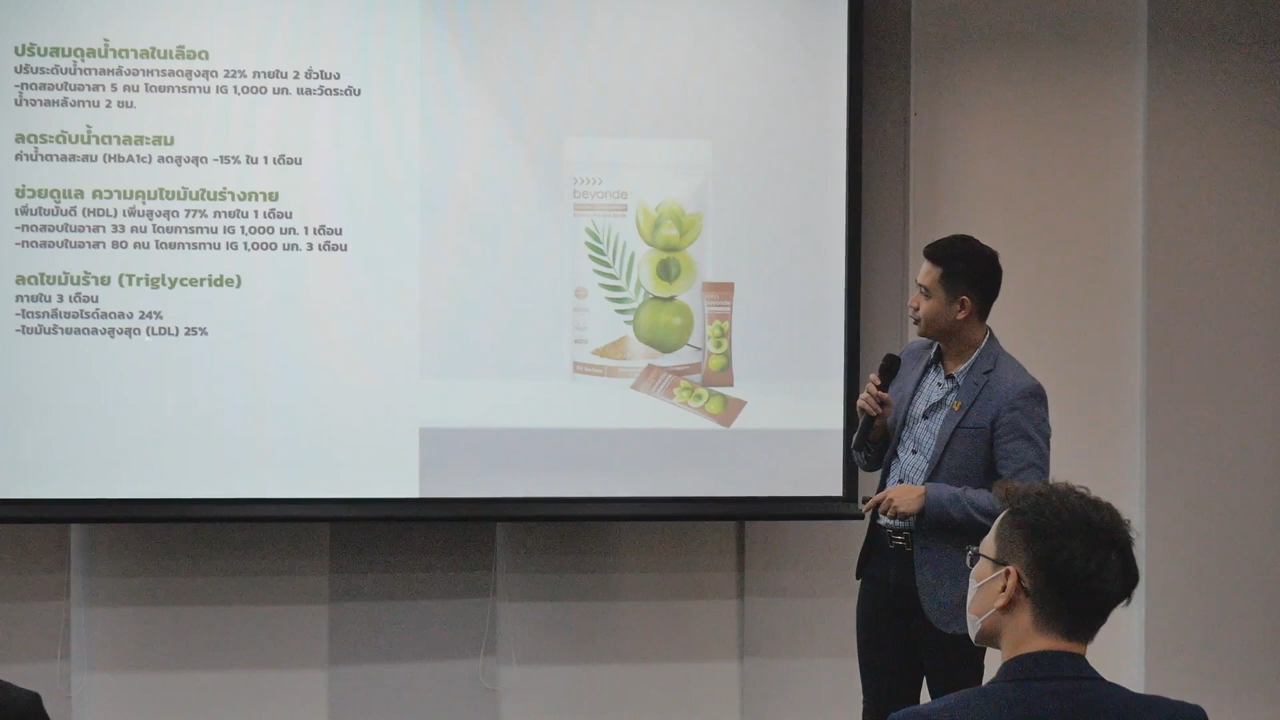 ปรับสมดุลน้ำตาลในเลือด
ปรับระดับน้ำตาลหลังอาหารลดสูงสุด 22% ภายใน 2 ชั่วโมง
-ทดสอบในอาสา 5 คน โดยการทาน IG 1,000 มก. และวัดระดับ
น้ำจาลหลังทาน 2 ชม.
ลดระดับน้ำตาลสะสม
ค่าน้ำตาลสะสม (HbA1c) ลดสูงสุด -15% ใน 1 เดือน
ช่วยดูแล ความคุมไขมันในร่างกาย
เพิ่มไขมันดี (HDL) เพิ่มสูงสุด 77% ภายใน 1 เดือน
-ทดสอบในอาสา 33 คน โดยการทาน IG 1,000 มก. 1 เดือน
-ทดสอบในอาสา 80 คน โดยการทาน IG 1,000 มก. 3 เดือน
ลดไขมันร้าย (Triglyceride)
ภายใน 3 เดือน
-ไตรกลีเซอไรด์ลดลง 24%
-ไขมันร้ายลดลงสูงสุด (LDL) 25%
beyonde
beyonde